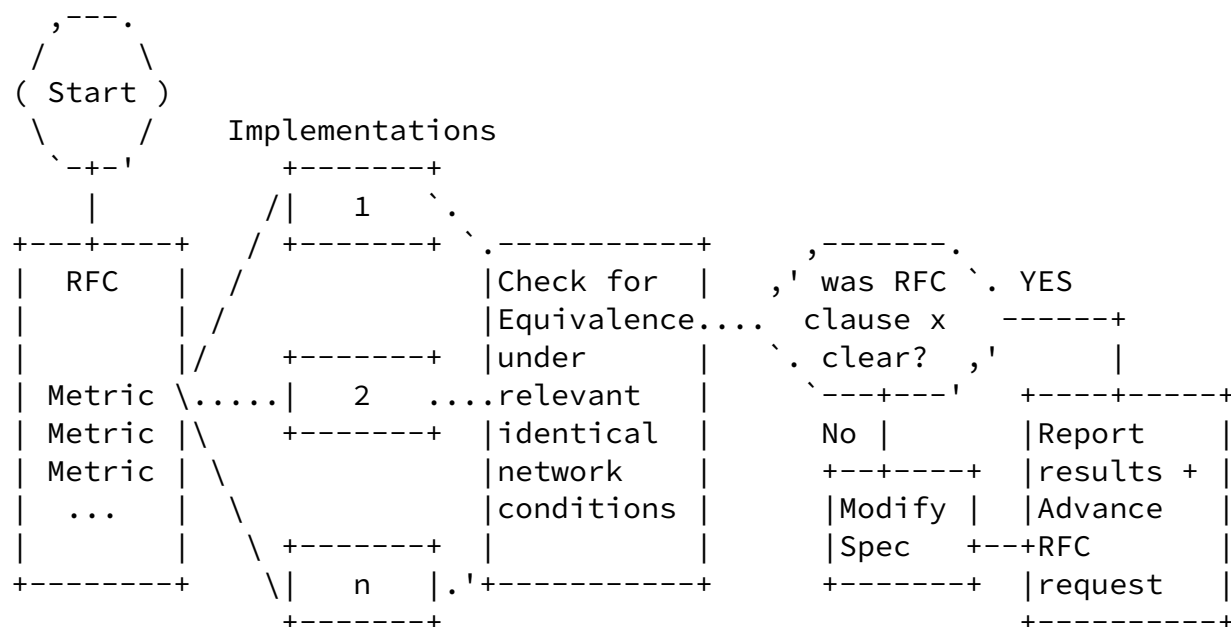 Start
Implementations
1
RFC
Metric
Metric
Metric
...
2
n
Check for
Equivalence
under
relevant
identical
network
conditions
was RFC
clause x
clear?
YES
No
Modify
Spec
Report
results +
Advance
RFC
request